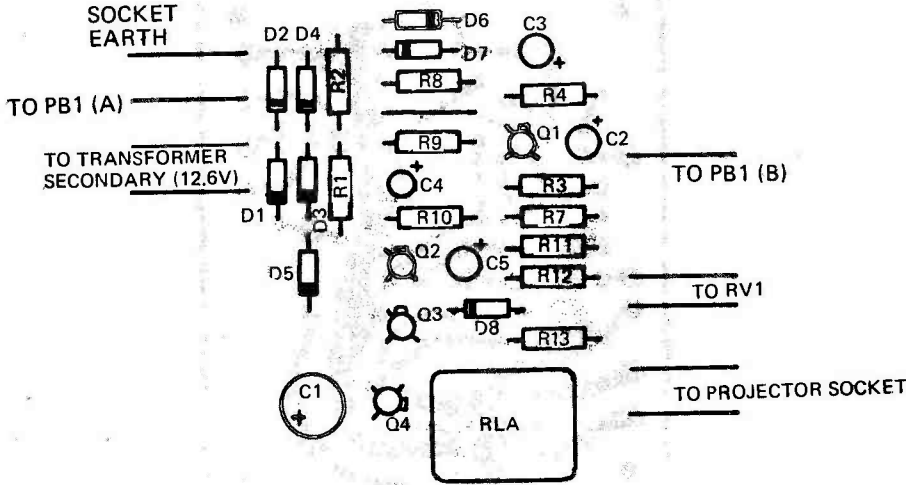 SOCKET
EARTH
D2 D4
R2
D6
D7
C3
R8
R4
TO PB1 (A)
R9
Q1
C2
TO TRANSFORMER
SECONDARY (12.6V)
TO PB1 (B)
D1
D3
R1
C4
R3
R10
R7
R11
Q2
C5
R12
D5
TO RV1
Q3
D8
R13
C1
Q4
RLA
TO PROJECTOR SOCKET